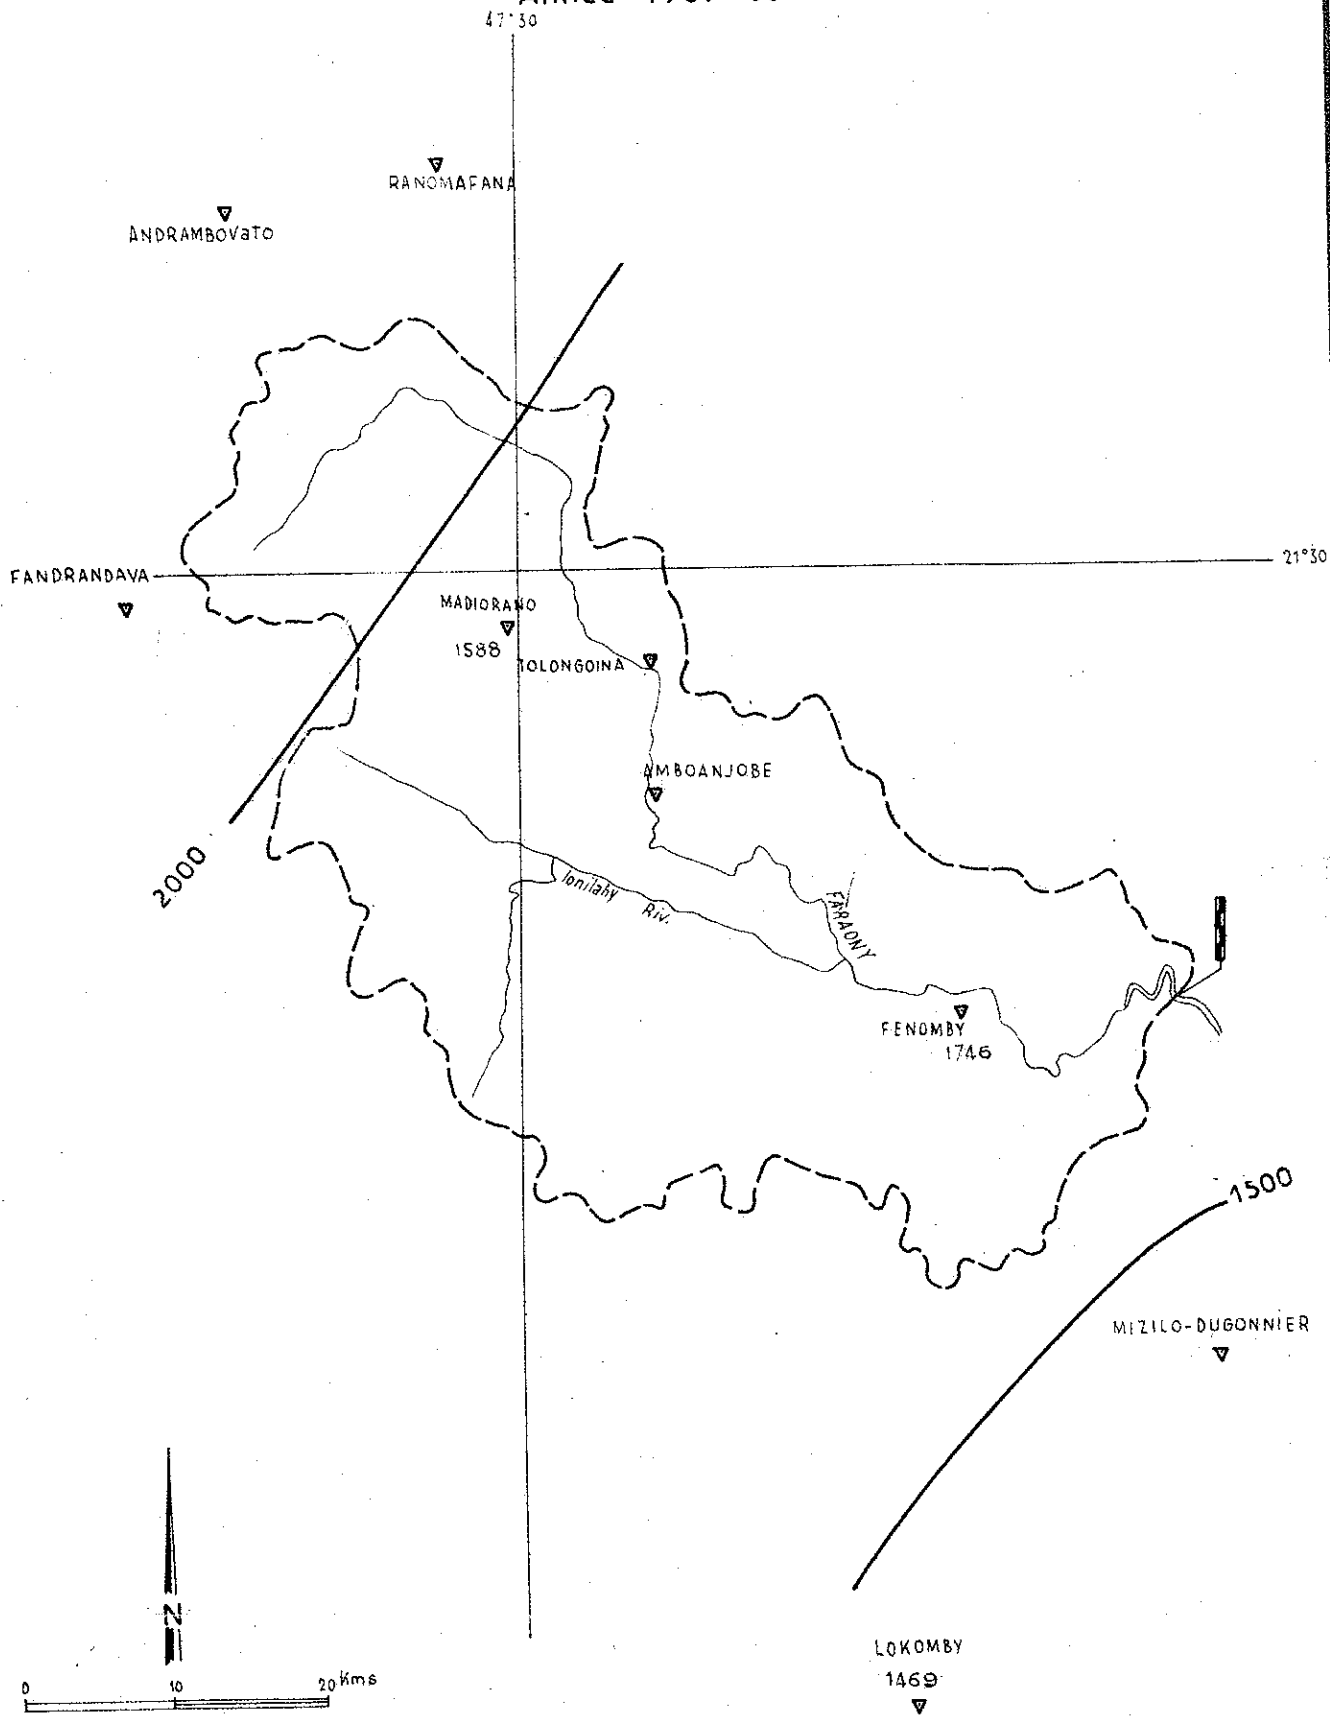 47°30
RANOMAFANA
ANDRAMBOVATO
21°30
FANDRANDAVA
MADIORANO
1588
TOLONGOINA
AMBOANJOBE
2000
Ionilahy
Riv.
FARAONY
FENOMBY
1746
1500
MIZILO-DUGONNIER
N
LOKOMBY
1469
0 10 20 Kms